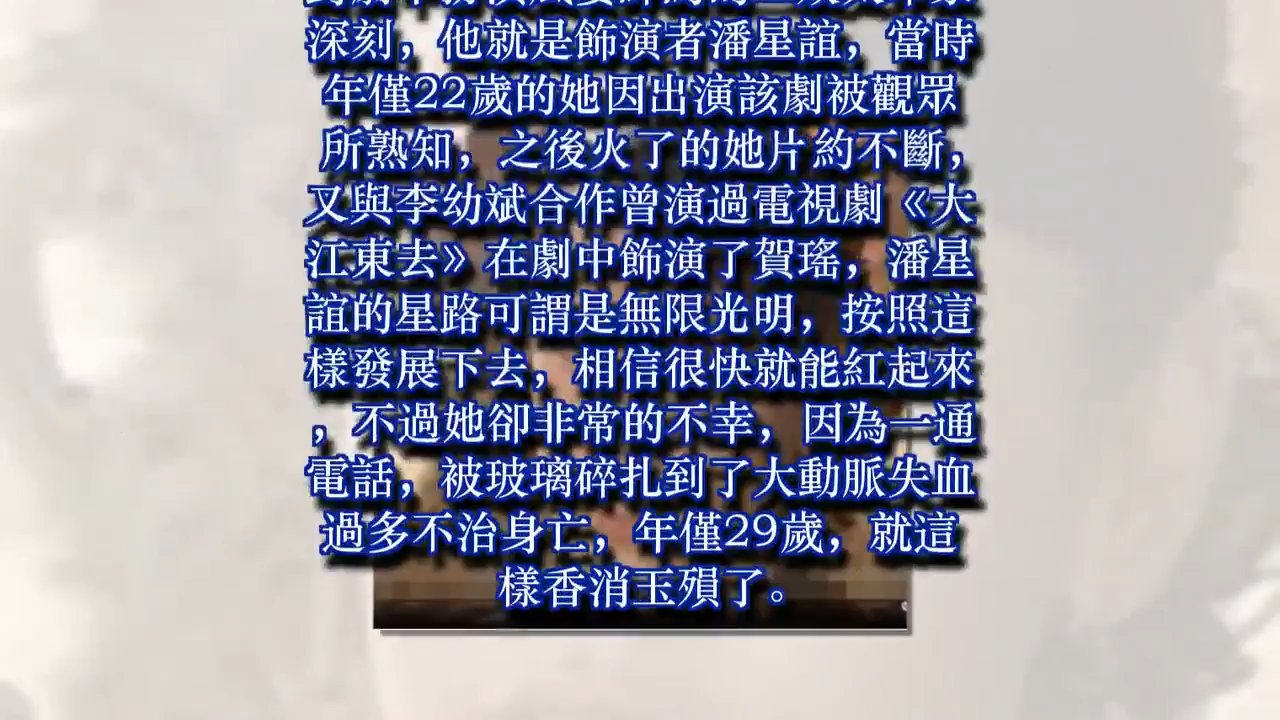 深刻，他就是飾演者潘星誼，當時
年僅22歲的她因出演該劇被觀眾
所熟知，之後火了的她片約不斷，
又與李幼斌合作曾演過電視劇《大
江東去》在劇中飾演了賀瑤，潘星
誼的星路可謂是無限光明，按照這
樣發展下去，相信很快就能紅起來
，不過她卻非常的不幸，因為一通
電話，被玻璃碎扎到了大動脈失血
過多不治身亡，年僅29歲，就這
樣香消玉殞了。